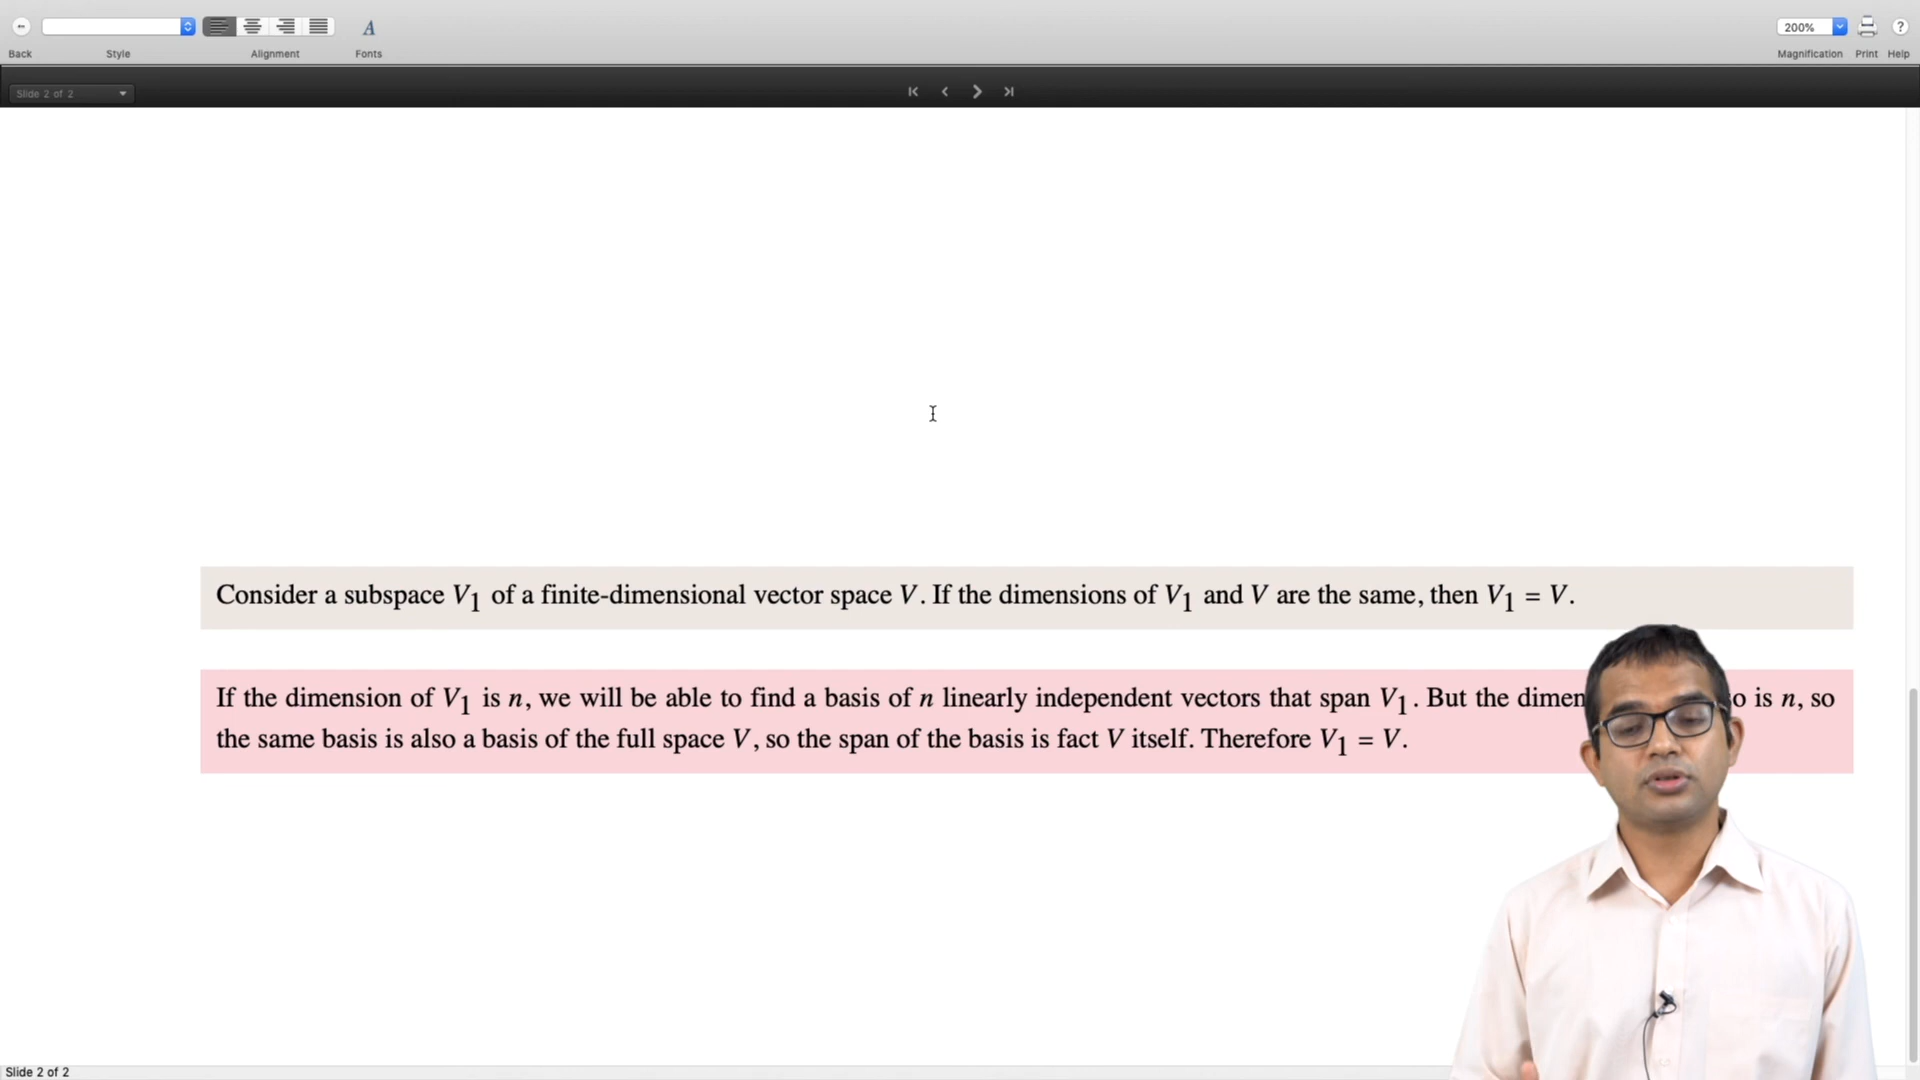 Back
Style
Alignment
A
Fonts
200%
Magnification
Print
?
Help
Slide 2 of 2
Consider a subspace V1 of a finite-dimensional vector space V. If the dimensions of V1 and V are the same, then V1 = V.
If the dimension of V1 is n, we will be able to find a basis of n linearly independent vectors that span V1. But the dimen o is n, so
the same basis is also a basis of the full space V, so the span of the basis is fact V itself. Therefore V1 = V.
Slide 2 of 2